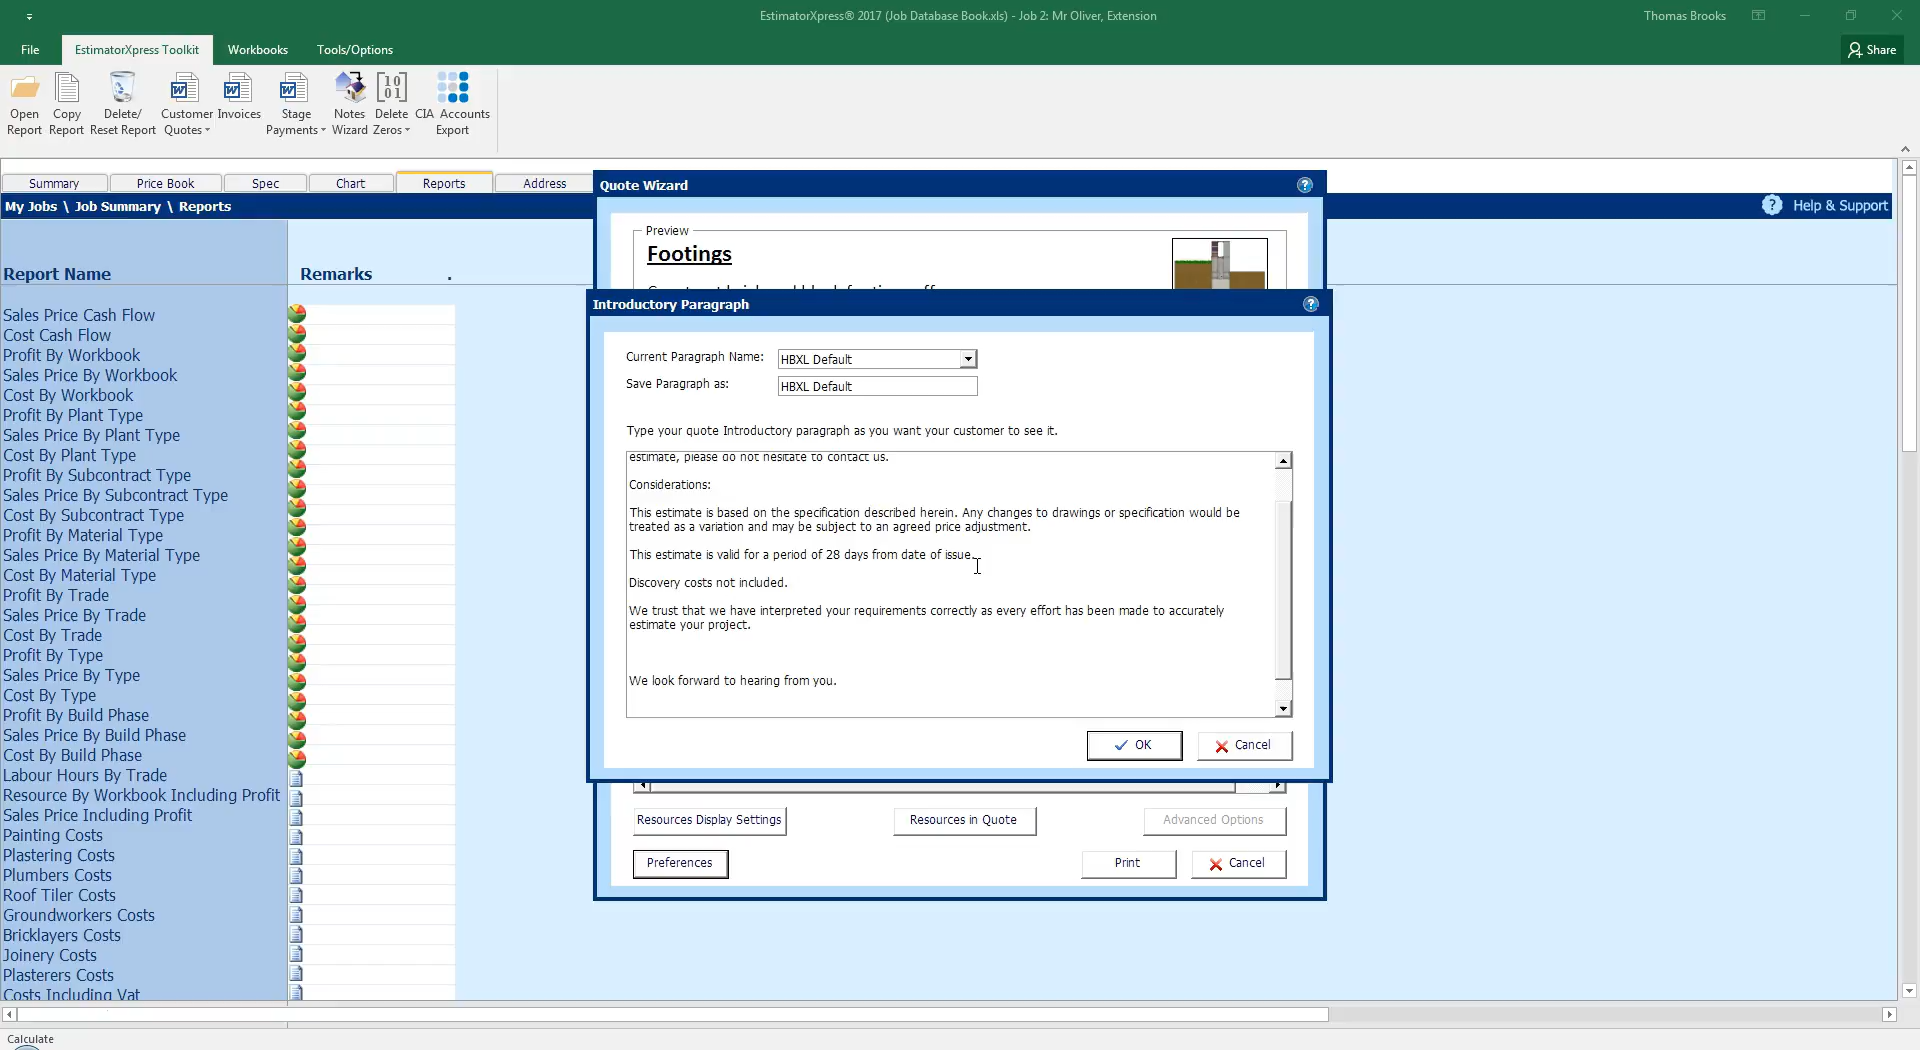 EstimatorXpress® 2017 (Job Database Book.xls) - Job 2: Mr Oliver, Extension
Thomas Brooks
File
EstimatorXpress Toolkit
Workbooks
Tools/Options
Share
Open Report
Copy Report
Delete/ Reset Report
Customer Quotes
Invoices
Stage Payments
Notes Wizard
Delete Zeros
CIA Accounts Export
Summary
Price Book
Spec
Chart
Reports
Address
My Jobs \ Job Summary \ Reports
Help & Support
Report Name
Remarks .
Sales Price Cash Flow
Cost Cash Flow
Profit By Workbook
Sales Price By Workbook
Cost By Workbook
Profit By Plant Type
Sales Price By Plant Type
Cost By Plant Type
Profit By Subcontract Type
Sales Price By Subcontract Type
Cost By Subcontract Type
Profit By Material Type
Sales Price By Material Type
Cost By Material Type
Profit By Trade
Sales Price By Trade
Cost By Trade
Profit By Type
Sales Price By Type
Cost By Type
Profit By Build Phase
Sales Price By Build Phase
Cost By Build Phase
Labour Hours By Trade
Resource By Workbook Including Profit
Sales Price Including Profit
Painting Costs
Plastering Costs
Plumbers Costs
Roof Tiler Costs
Groundworkers Costs
Bricklayers Costs
Joinery Costs
Plasterers Costs
Costs Including Vat
Quote Wizard
Preview
Footings
Introductory Paragraph
Current Paragraph Name:
HBXL Default
Save Paragraph as:
HBXL Default
Type your quote Introductory paragraph as you want your customer to see it.
estimate, please do not hesitate to contact us.
Considerations:
This estimate is based on the specification described herein. Any changes to drawings or specification would be
treated as a variation and may be subject to an agreed price adjustment.
This estimate is valid for a period of 28 days from date of issue.
Discovery costs not included.
We trust that we have interpreted your requirements correctly as every effort has been made to accurately
estimate your project.
We look forward to hearing from you.
OK
Cancel
Resources Display Settings
Resources in Quote
Advanced Options
Preferences
Print
Cancel
Calculate